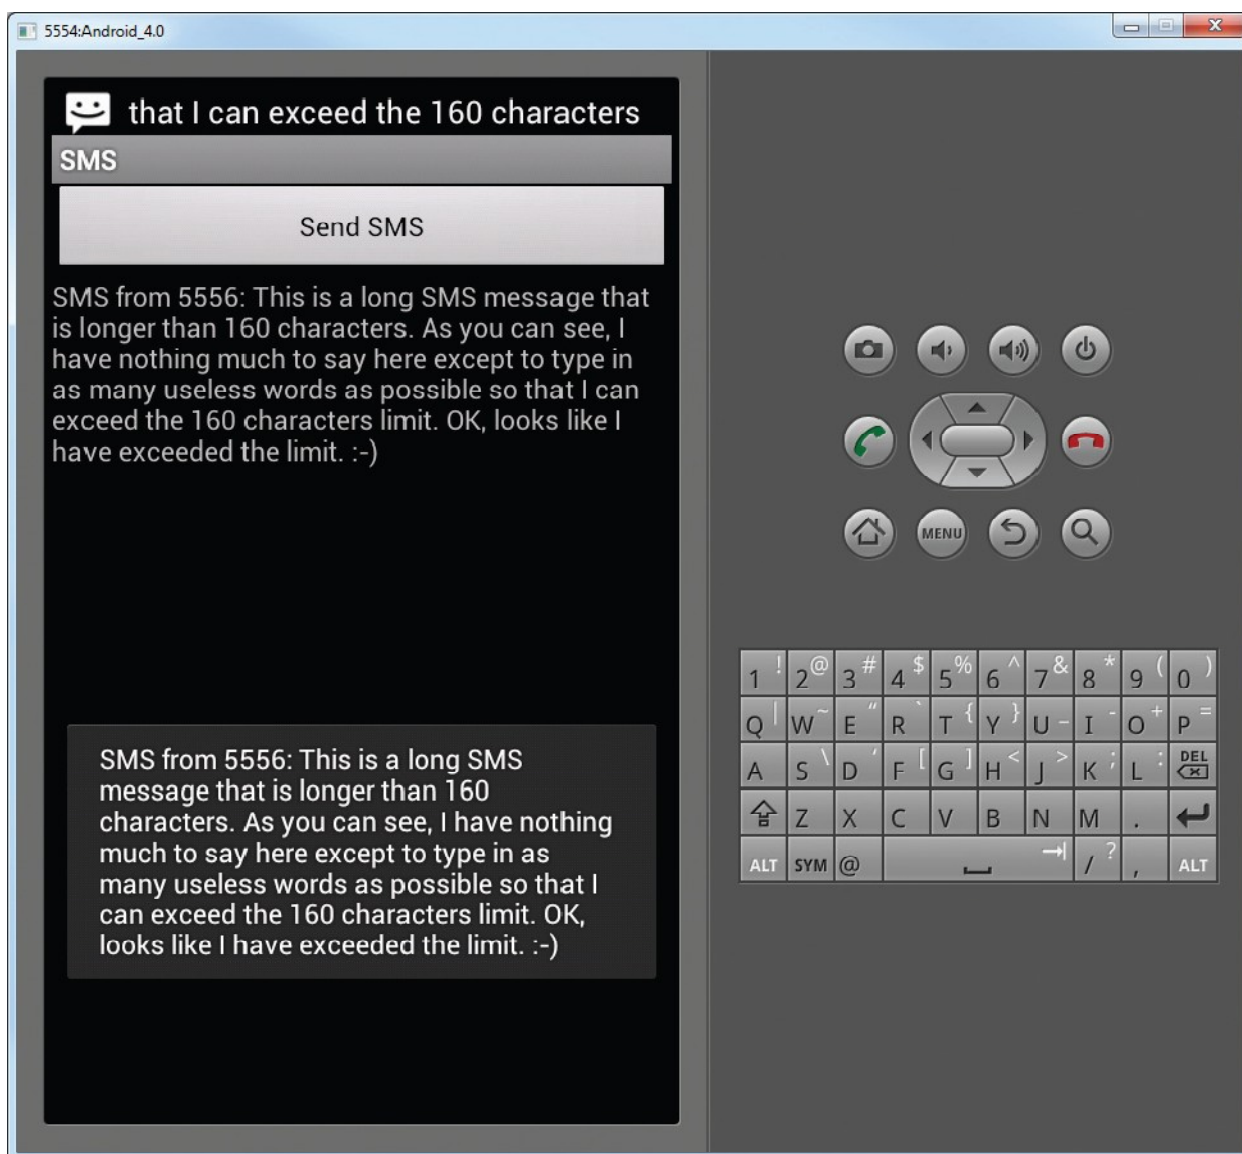 5554:Android_4.0
that I can exceed the 160 characters
SMS
Send SMS
SMS from 5556: This is a long SMS message that
is longer than 160 characters. As you can see, I
have nothing much to say here except to type in
as many useless words as possible so that I can
exceed the 160 characters limit. OK, looks like I
have exceeded the limit. :-)
SMS from 5556: This is a long SMS
message that is longer than 160
characters. As you can see, I have nothing
much to say here except to type in as
many useless words as possible so that I
can exceed the 160 characters limit. OK,
looks like I have exceeded the limit. :-)
MENU
1 ! 2 @ 3 # 4 $ 5 % 6 ^ 7 & 8 * 9 ( 0 )
Q | W ~ E " R ` T { Y } U _ I - O + P =
A S \ D ' F [ G ] H < J > K ; L : DEL
Z X C V B N M .
ALT SYM @ / ? , ALT